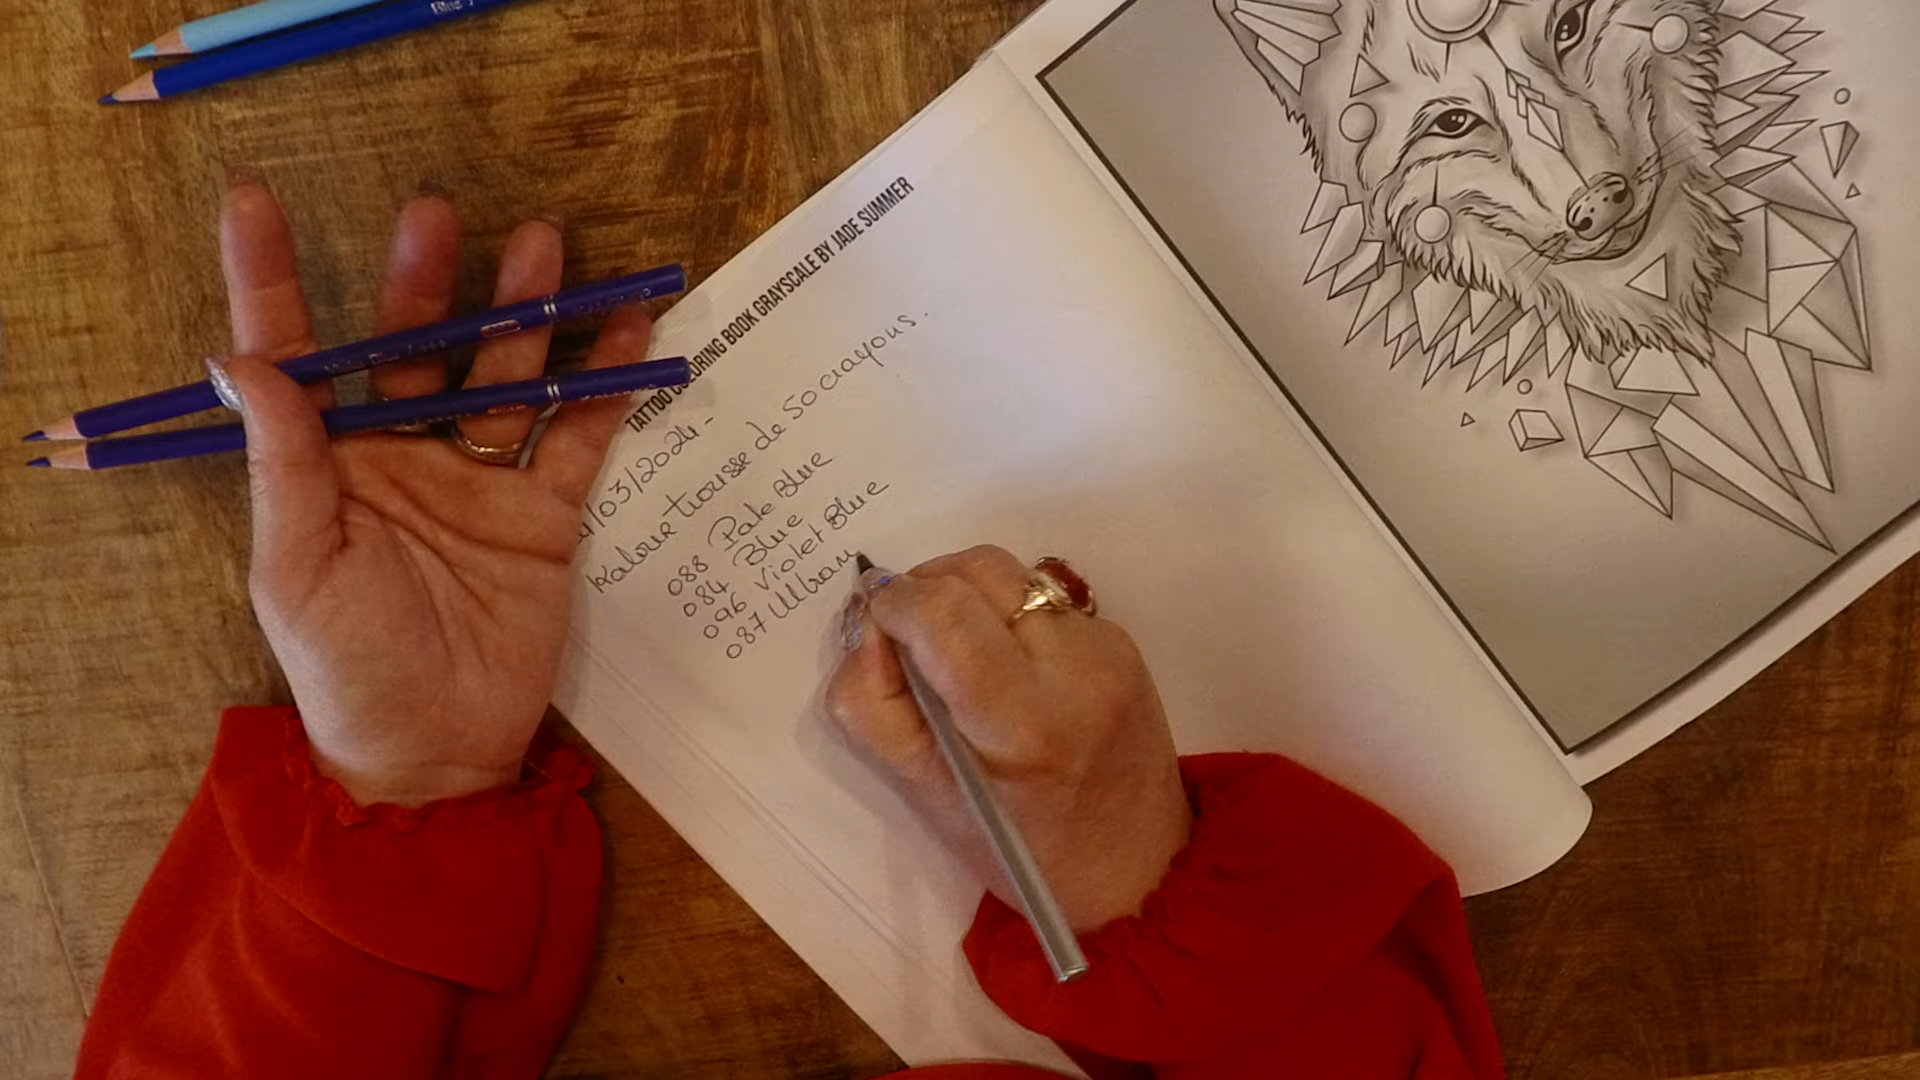 Blue
TATTOO COLORING BOOK GRAYSCALE BY JADE SUMMER
/03/2024-
Kalour trousse de 50 crayons.
088 Pale Blue
084 Blue
096 Violet Blue
087 Ultram